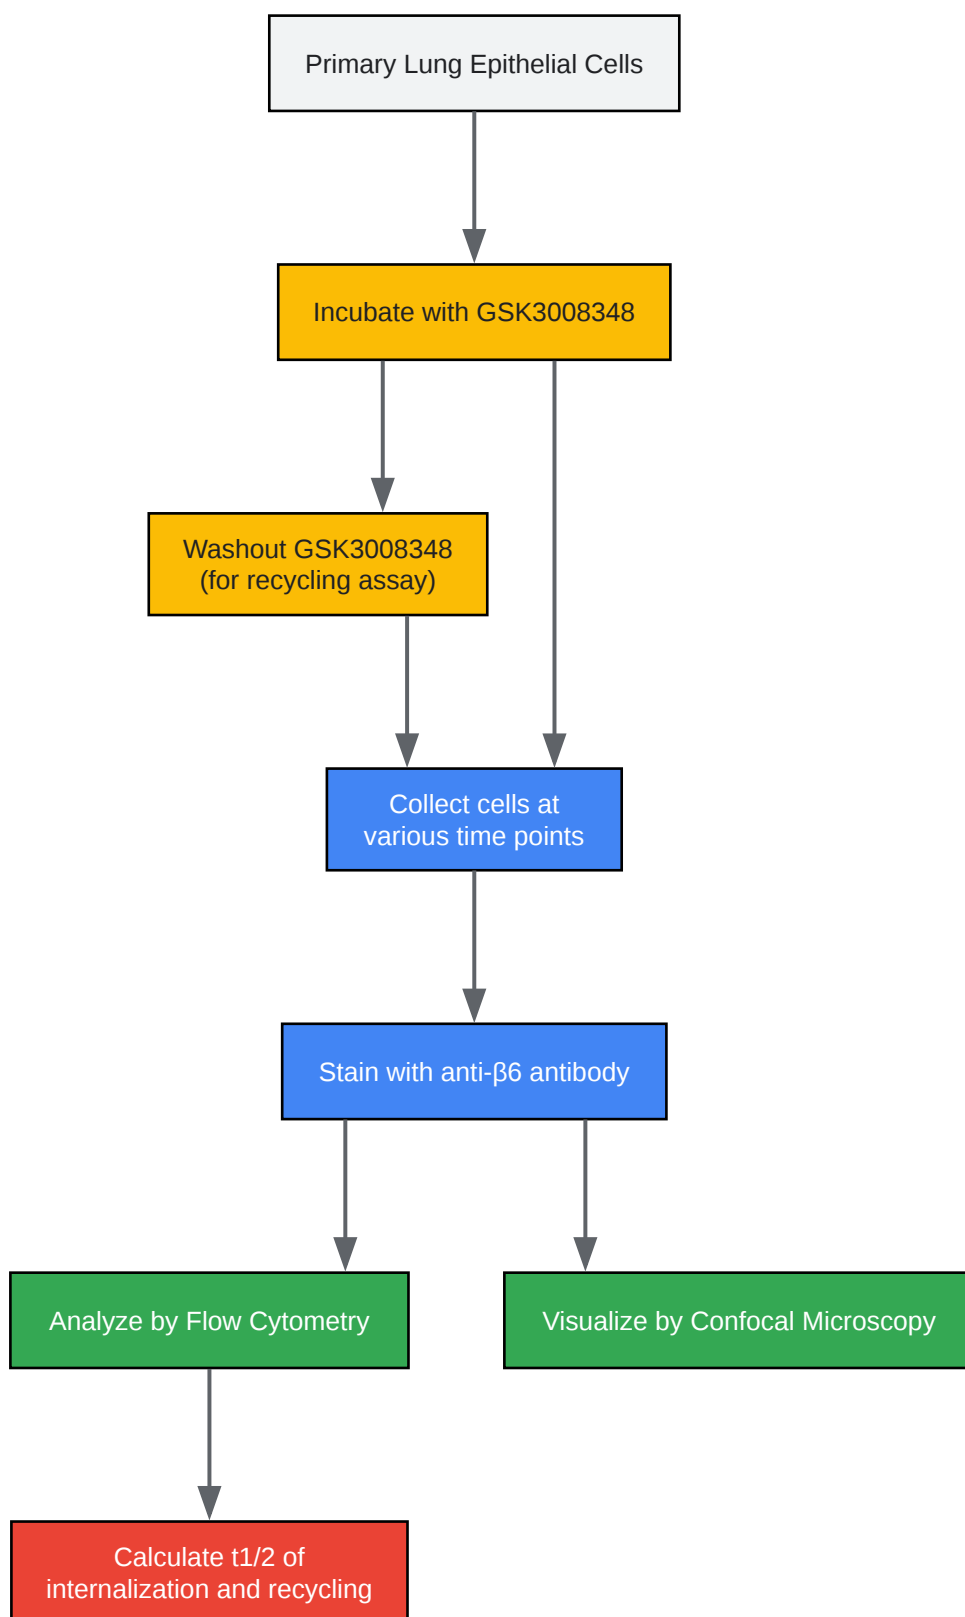 Primary Lung Epithelial Cells
Incubate with GSK3008348
Washout GSK3008348
(for recycling assay)
Collect cells at
various time points
Stain with anti-β6 antibody
Analyze by Flow Cytometry
Visualize by Confocal Microscopy
Calculate t1/2 of
internalization and recycling